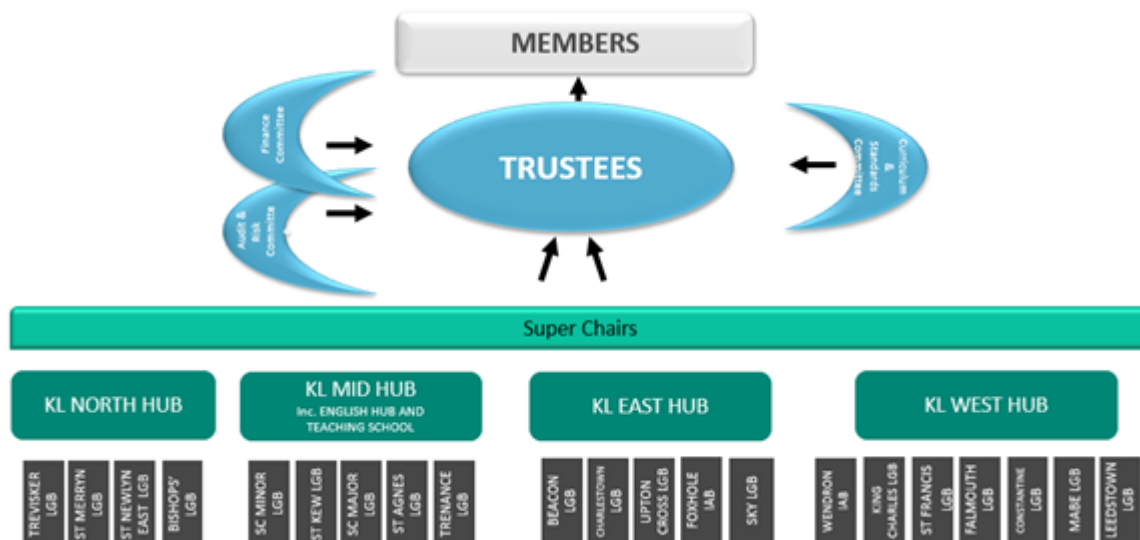 MEMBERS
TRUSTEES
Finance
Committee
Audit &
Risk
Committe
Curriculum
&
Standards
Committee
Super Chairs
KL NORTH HUB
KL MID HUB
Inc. ENGLISH HUB AND
TEACHING SCHOOL
KL EAST HUB
KL WEST HUB
TREVISKER
LGB
ST MERRYN
LGB
ST NEWLYN
EAST LGB
BISHOPS'
LGB
SC MINOR
LGB
ST KEW LGB
SC MAJOR
LGB
ST AGNES
LGB
TRENANCE
LGB
BEACON
LGB
CHARLESTOWN
LGB
UPTON
CROSS LGB
FOXHOLE
IAB
SKY LGB
WENDRON
IAB
KING
CHARLES LGB
ST FRANCIS
LGB
FALMOUTH
LGB
CONSTANTINE
LGB
MABE LGB
LEEDSTOWN
LGB